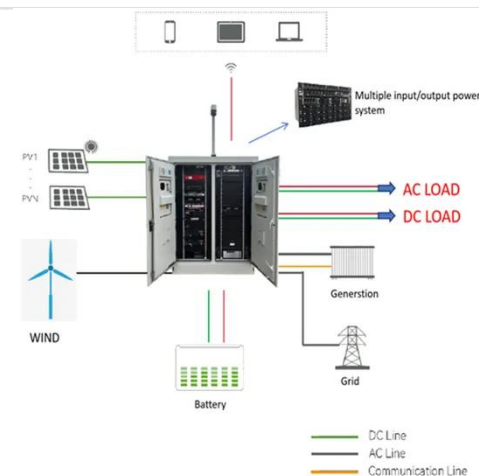 Multiple input/output power
system
PV1
PVN
AC LOAD
DC LOAD
WIND
Generstion
Grid
Battery
DC Line
AC Line
Communication Line